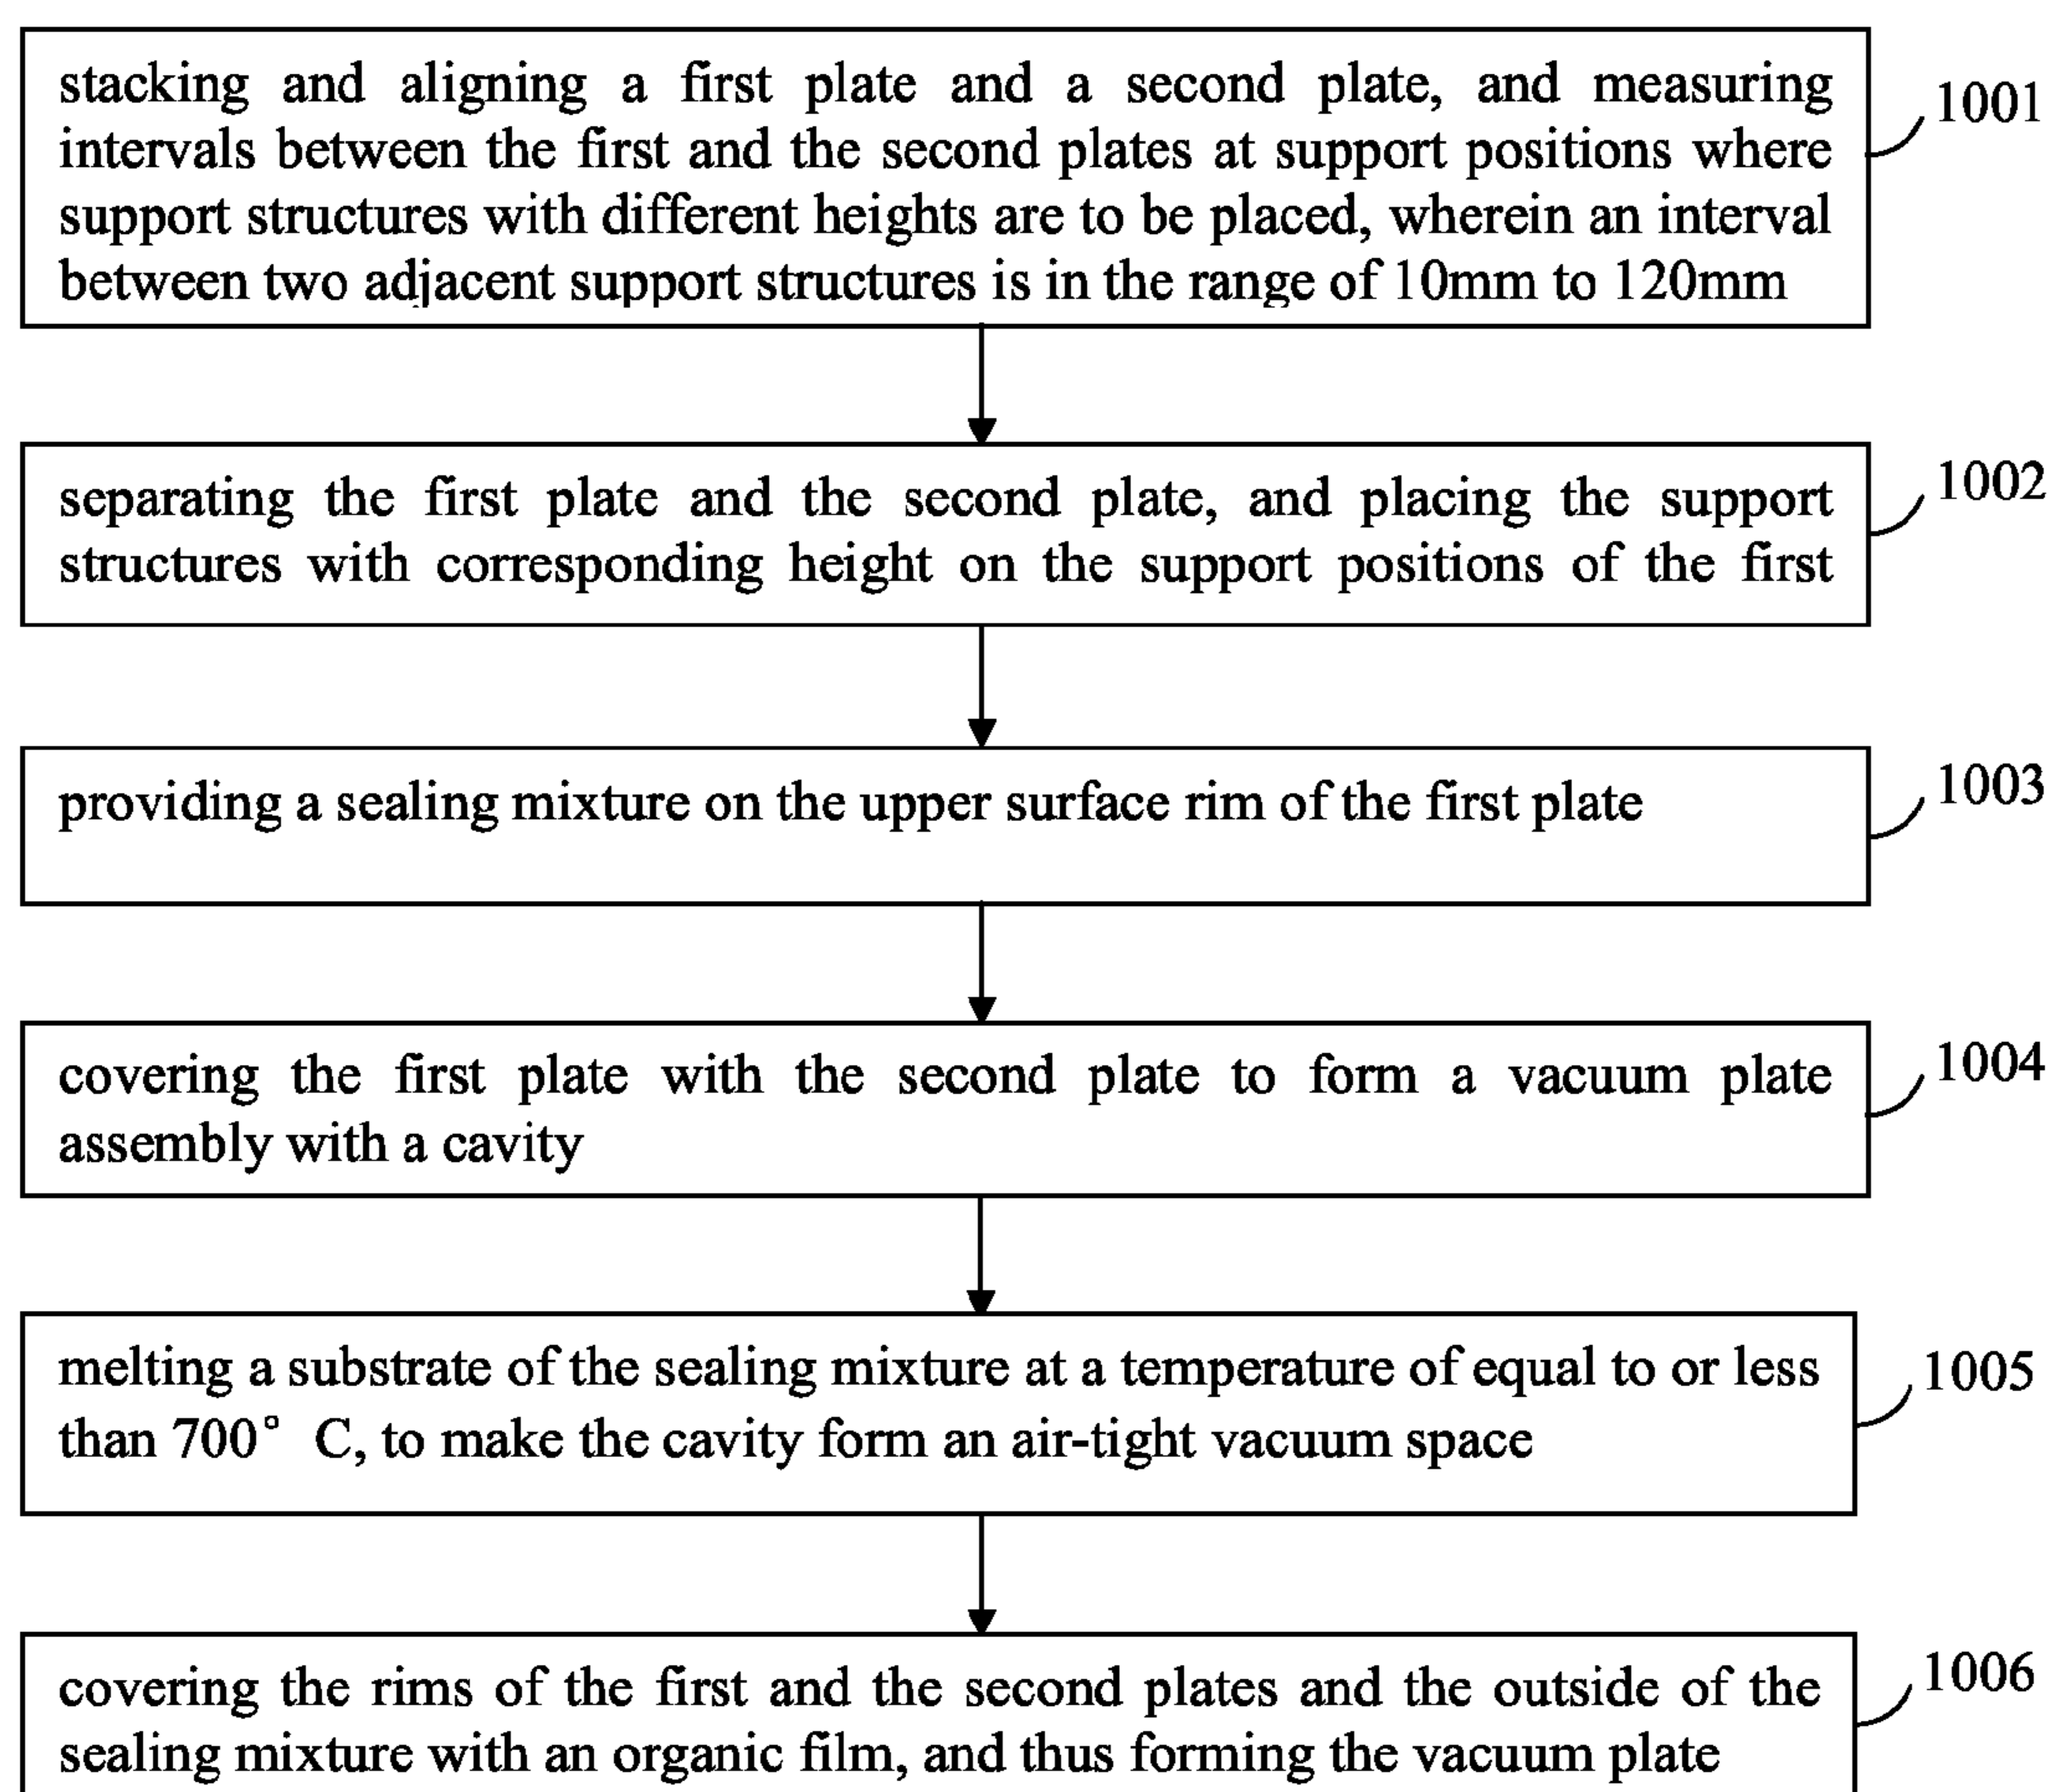 stacking and aligning a first plate and a second plate, and measuring
intervals between the first and the second plates at support positions where
support structures with different heights are to be placed, wherein an interval
between two adjacent support structures is in the range of 10mm to 120mm
1001
separating the first plate and the second plate, and placing the support
structures with corresponding height on the support positions of the first
1002
providing a sealing mixture on the upper surface rim of the first plate
1003
covering the first plate with the second plate to form a vacuum plate
assembly with a cavity
1004
melting a substrate of the sealing mixture at a temperature of equal to or less
than 700° C, to make the cavity form an air-tight vacuum space
1005
covering the rims of the first and the second plates and the outside of the
sealing mixture with an organic film, and thus forming the vacuum plate
1006